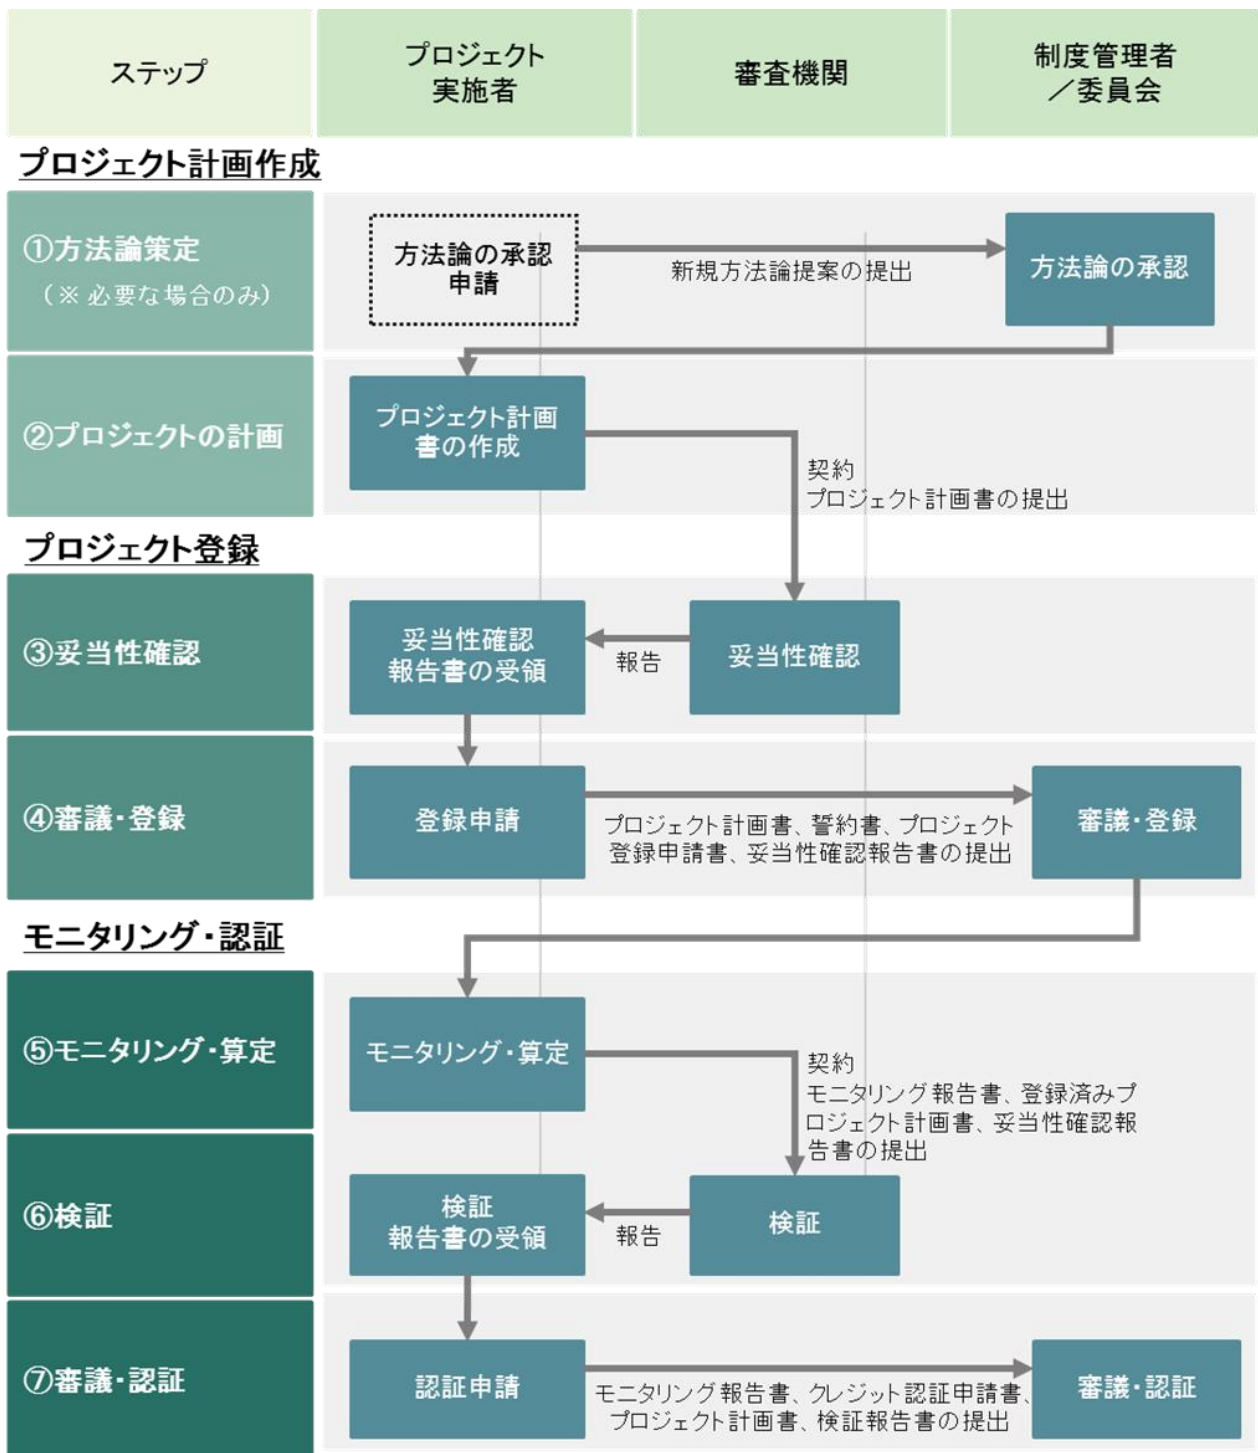 ステップ
プロジェクト
実施者
審査機関
制度管理者
／委員会
プロジェクト計画作成
①方法論策定
（※ 必要な場合のみ）
方法論の承認
申請
新規方法論提案の提出
方法論の承認
②プロジェクトの計画
プロジェクト計画
書の作成
契約
プロジェクト計画書の提出
プロジェクト登録
③妥当性確認
妥当性確認
報告書の受領
報告
妥当性確認
④審議・登録
登録申請
プロジェクト計画書、誓約書、プロジェクト
登録申請書、妥当性確認報告書の提出
審議・登録
モニタリング・認証
⑤モニタリング・算定
モニタリング・算定
契約
モニタリング報告書、登録済みプ
ロジェクト計画書、妥当性確認報
告書の提出
⑥検証
検証
報告書の受領
報告
検証
⑦審議・認証
認証申請
モニタリング報告書、クレジット認証申請書、
プロジェクト計画書、検証報告書の提出
審議・認証